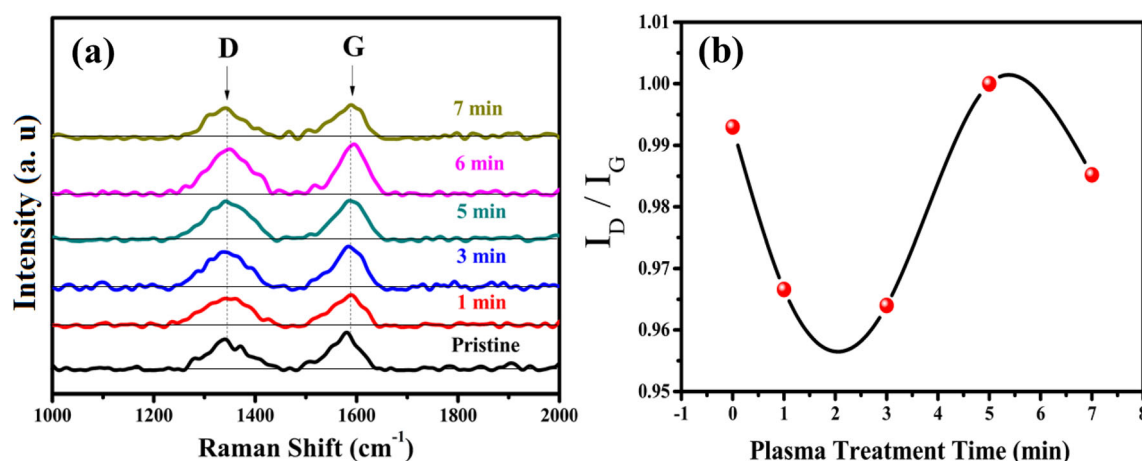 (a)
D
G
7 min
6 min
5 min
3 min
1 min
Pristine
Intensity (a. u)
1000
1200
1400
1600
1800
2000
Raman Shift (cm⁻¹)
(b)
1.01
1.00
0.99
0.98
0.97
0.96
0.95
I_D / I_G
-1
0
1
2
3
4
5
6
7
8
Plasma Treatment Time (min)